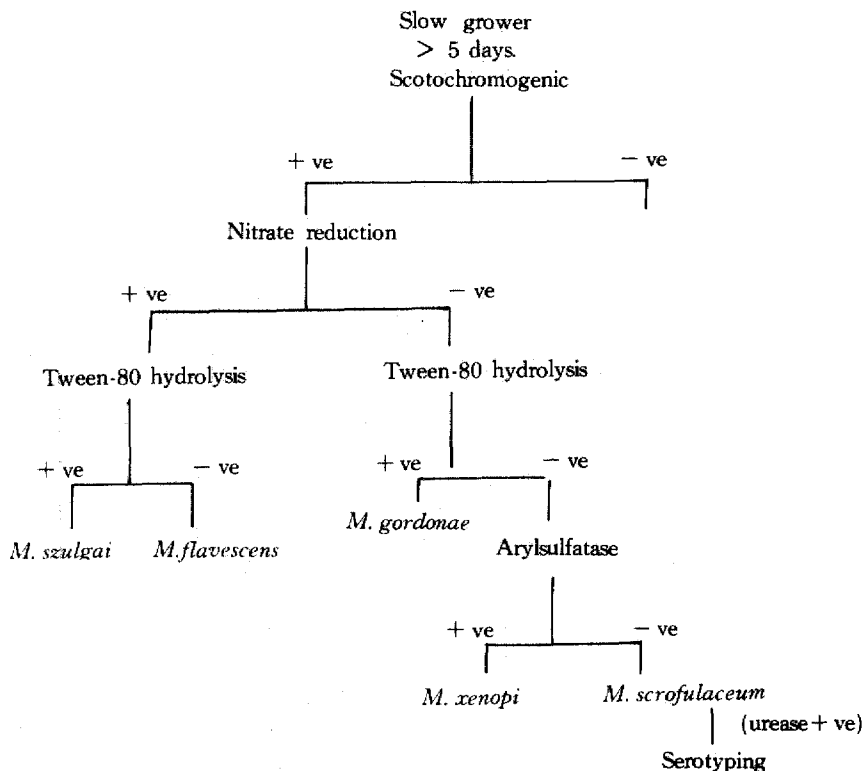 Slow grower
> 5 days.
Scotochromogenic
+ ve
− ve
Nitrate reduction
+ ve
− ve
Tween-80 hydrolysis
Tween-80 hydrolysis
+ ve
− ve
+ ve
− ve
M. szulgai
M.flavescens
M. gordonae
Arylsulfatase
+ ve
− ve
M. xenopi
M. scrofulaceum
(urease + ve)
Serotyping